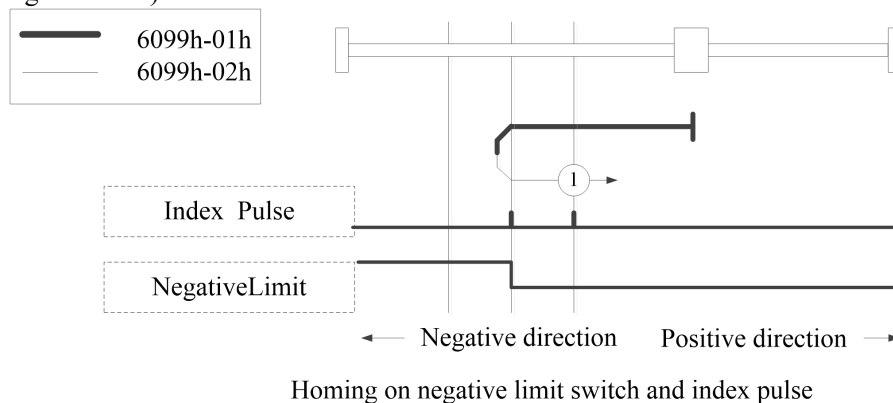 6099h-01h
6099h-02h
1
Index Pulse
NegativeLimit
Negative direction Positive direction
Homing on negative limit switch and index pulse